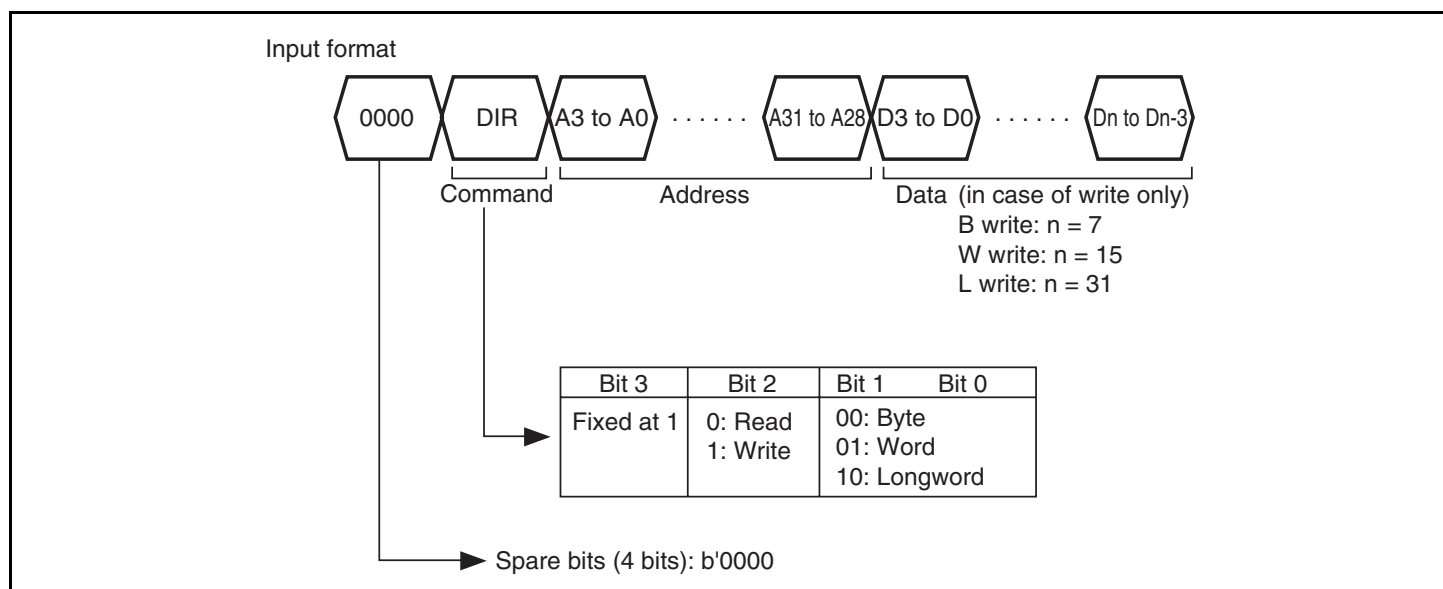 Input format
0000 DIR A3 to A0 · · · · · · A31 to A28 D3 to D0 · · · · · · Dn to Dn-3
Command Address Data (in case of write only)
B write: n = 7
W write: n = 15
L write: n = 31
Bit 3 Bit 2 Bit 1 Bit 0
Fixed at 1 0: Read 00: Byte
1: Write 01: Word
10: Longword
Spare bits (4 bits): b'0000